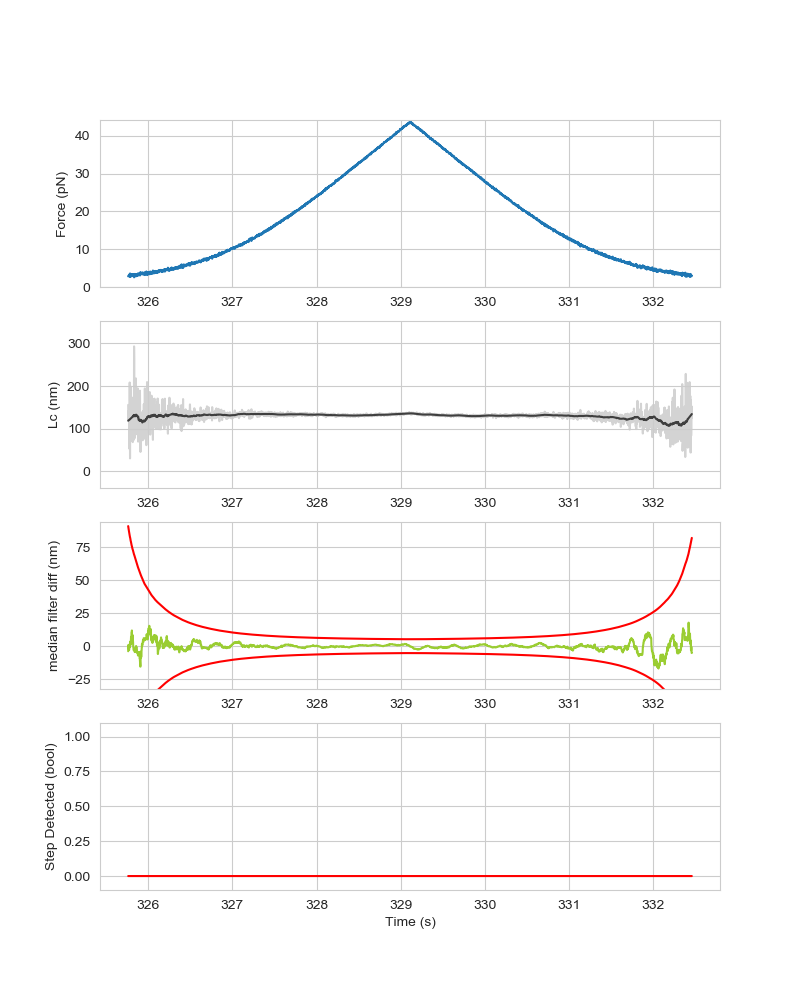 Force (pN)
40
30
20
10
0
326 327 328 329 330 331 332
Lc (nm)
300
200
100
0
326 327 328 329 330 331 332
median filter diff (nm)
75
50
25
0
−25
326 327 328 329 330 331 332
Step Detected (bool)
1.00
0.75
0.50
0.25
0.00
326 327 328 329 330 331 332
Time (s)